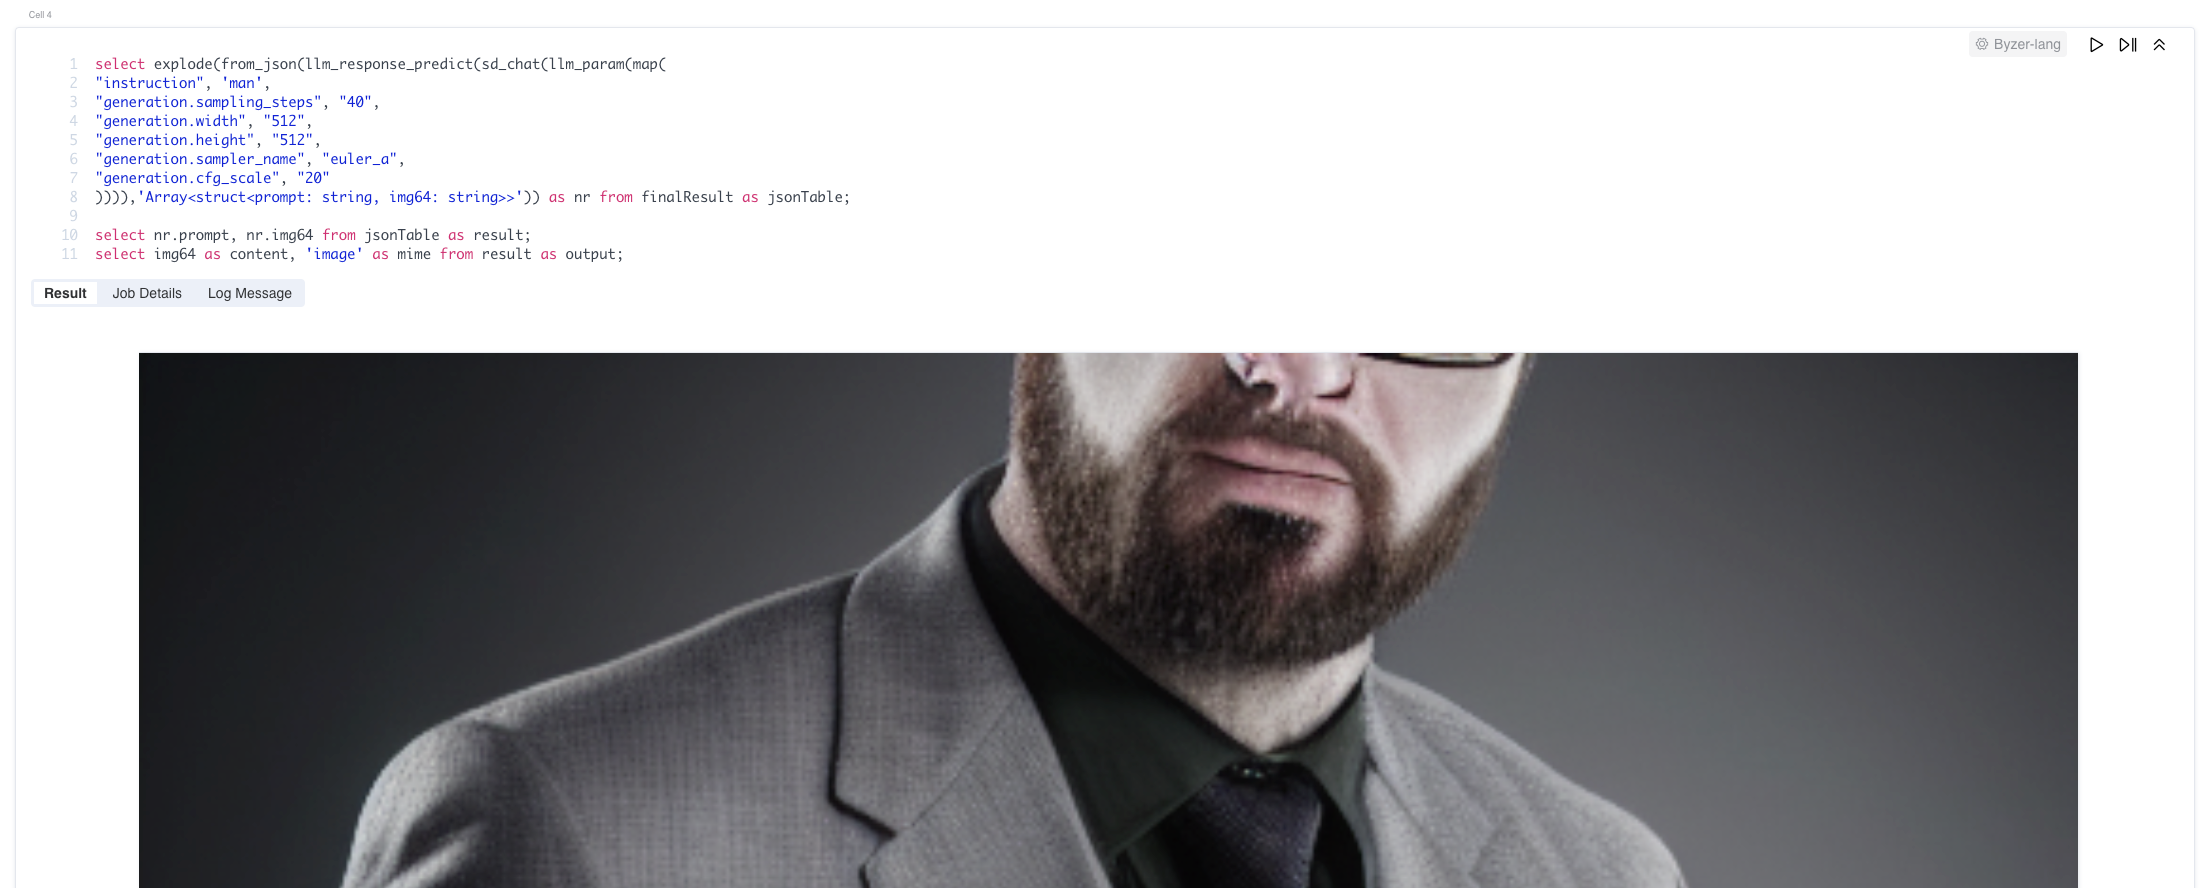 Cell 4
Byzer-lang
1 select explode(from_json(llm_response_predict(sd_chat(llm_param(map(
2 "instruction", 'man',
3 "generation.sampling_steps", "40",
4 "generation.width", "512",
5 "generation.height", "512",
6 "generation.sampler_name", "euler_a",
7 "generation.cfg_scale", "20"
8 )))),'Array<struct<prompt: string, img64: string>>')) as nr from finalResult as jsonTable;
9
10 select nr.prompt, nr.img64 from jsonTable as result;
11 select img64 as content, 'image' as mime from result as output;
Result Job Details Log Message